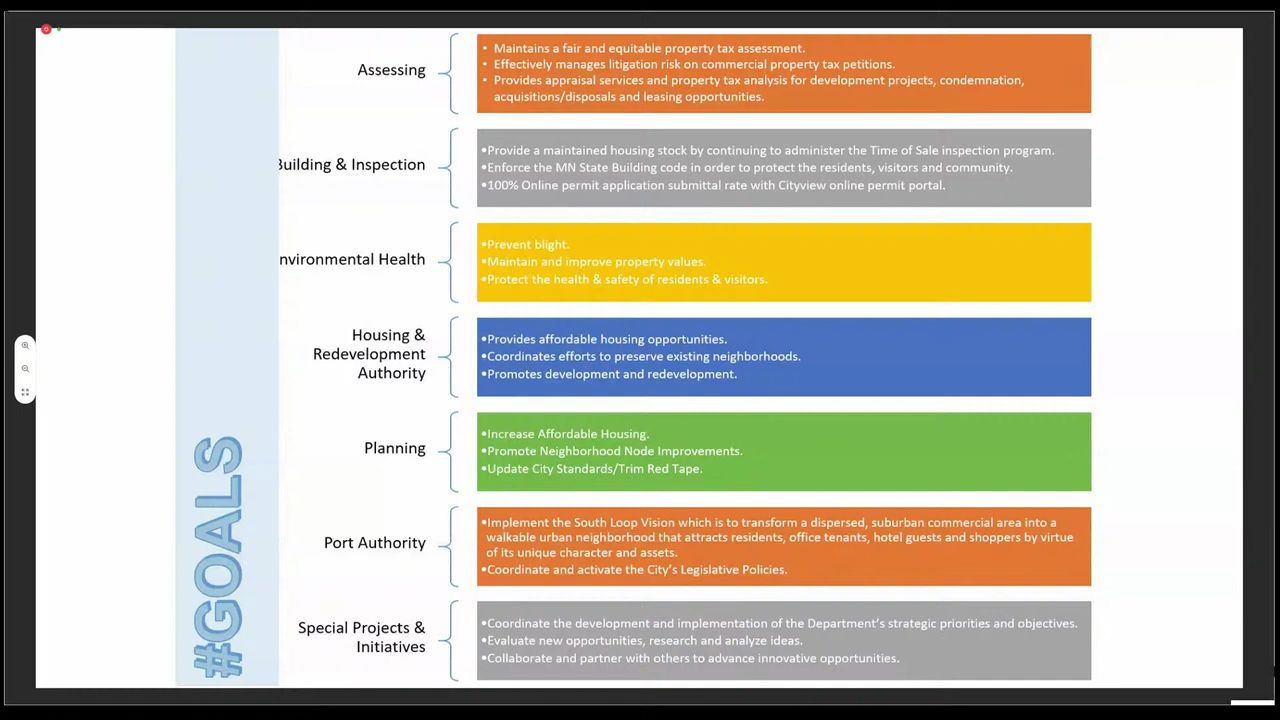 Assessing
• Maintains a fair and equitable property tax assessment.
• Effectively manages litigation risk on commercial property tax petitions.
• Provides appraisal services and property tax analysis for development projects, condemnation,
acquisitions/disposals and leasing opportunities.
Building & Inspection
•Provide a maintained housing stock by continuing to administer the Time of Sale inspection program.
•Enforce the MN State Building code in order to protect the residents, visitors and community.
•100% Online permit application submittal rate with Cityview online permit portal.
nvironmental Health
•Prevent blight.
•Maintain and improve property values.
•Protect the health & safety of residents & visitors.
Housing &
Redevelopment
Authority
•Provides affordable housing opportunities.
•Coordinates efforts to preserve existing neighborhoods.
•Promotes development and redevelopment.
Planning
•Increase Affordable Housing.
•Promote Neighborhood Node Improvements.
•Update City Standards/Trim Red Tape.
Port Authority
•Implement the South Loop Vision which is to transform a dispersed, suburban commercial area into a
walkable urban neighborhood that attracts residents, office tenants, hotel guests and shoppers by virtue
of its unique character and assets.
•Coordinate and activate the City's Legislative Policies.
Special Projects &
Initiatives
•Coordinate the development and implementation of the Department's strategic priorities and objectives.
•Evaluate new opportunities, research and analyze ideas.
•Collaborate and partner with others to advance innovative opportunities.
#GOALS